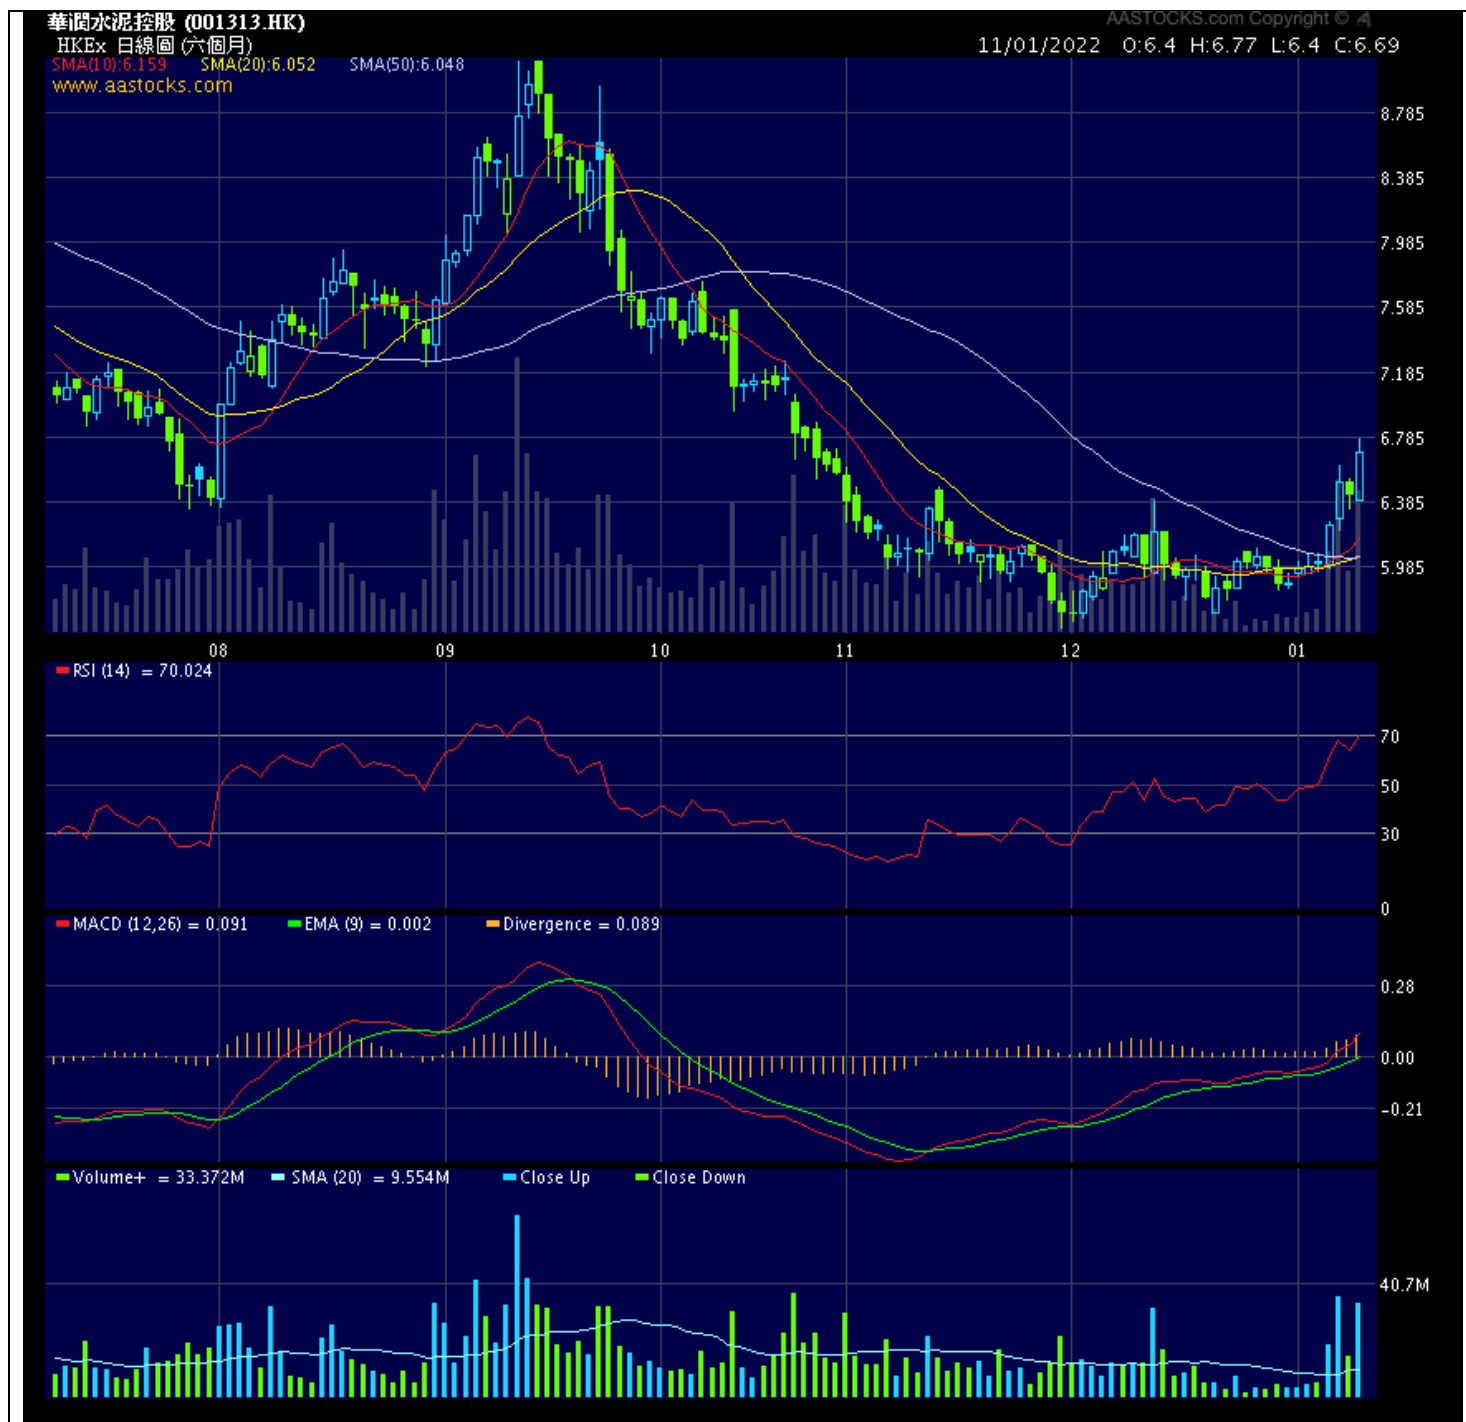 華潤水泥控股 (001313.HK)
AASTOCKS.com Copyright ©
HKEx 日線圖 (六個月)
11/01/2022 O:6.4 H:6.77 L:6.4 C:6.69
SMA(10):6.159 SMA(20):6.052 SMA(50):6.048
www.aastocks.com
8.785
8.385
7.985
7.585
7.185
6.785
6.385
5.985
08 09 10 11 12 01
RSI (14) = 70.024
70
50
30
0
MACD (12,26) = 0.091 EMA (9) = 0.002 Divergence = 0.089
0.28
0.00
-0.21
Volume+ = 33.372M SMA (20) = 9.554M Close Up Close Down
40.7M